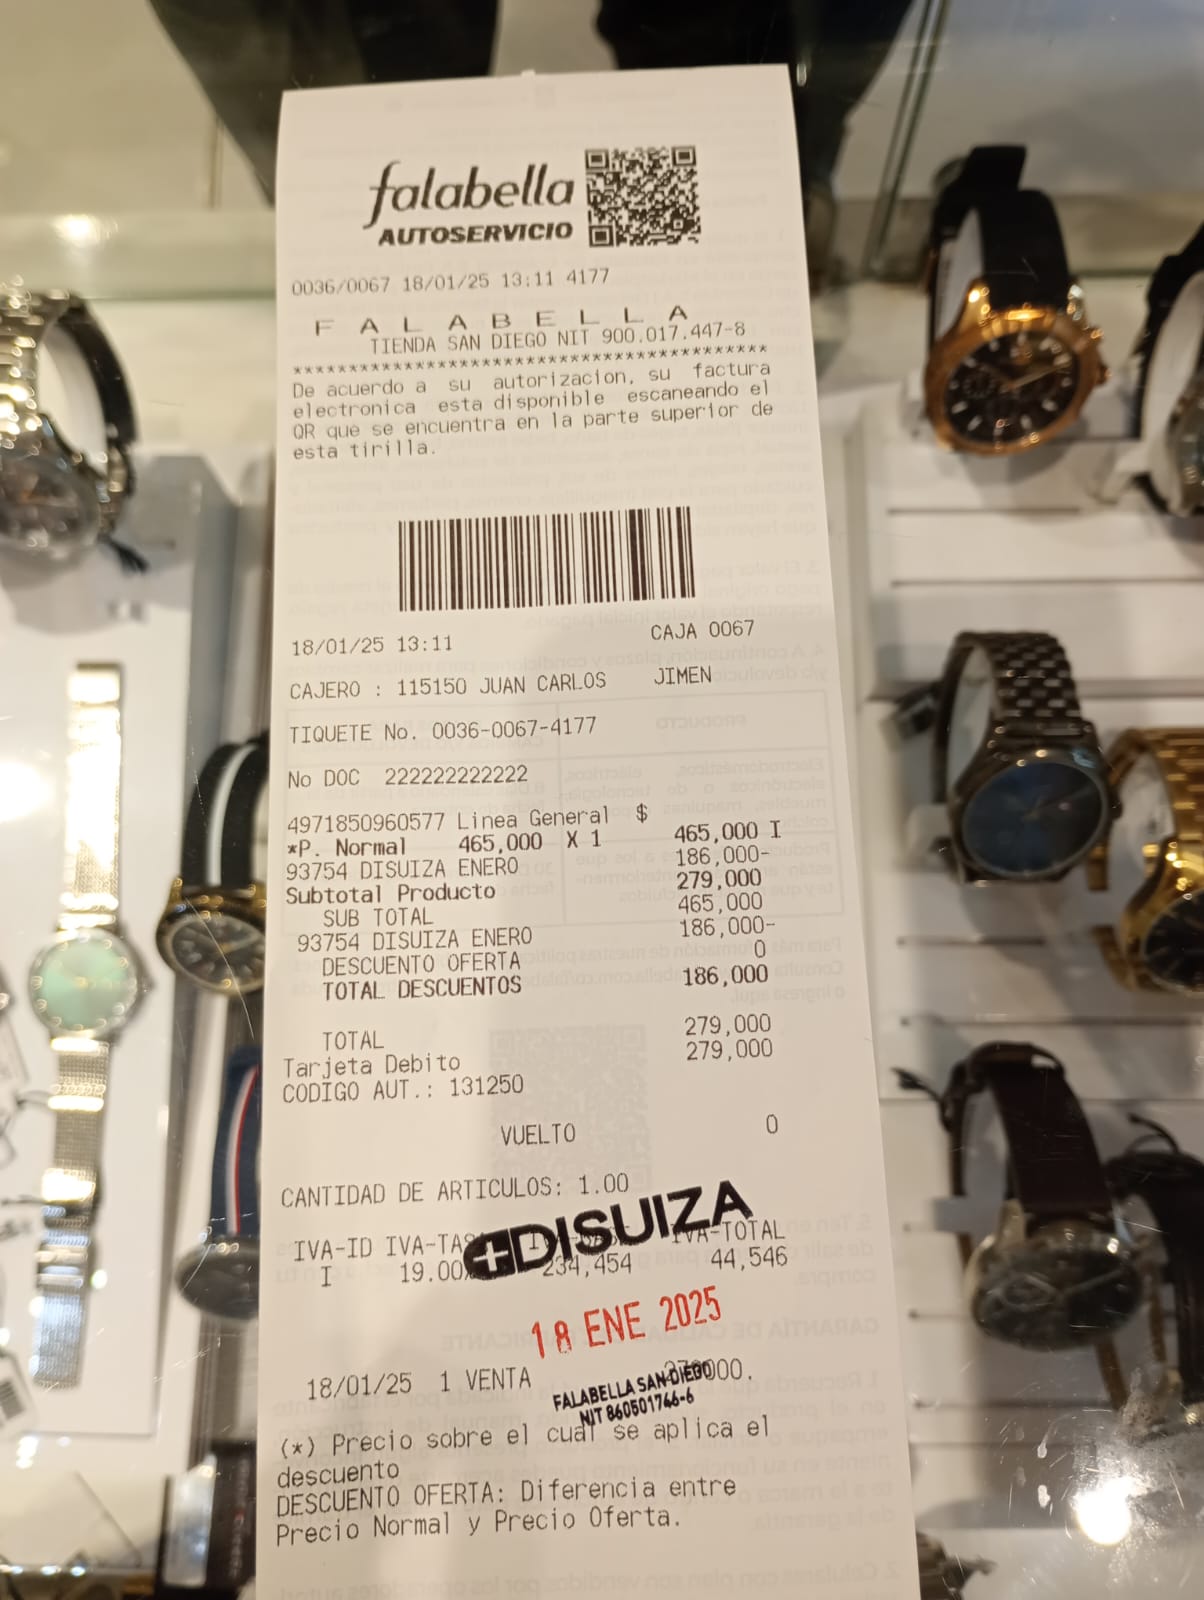 falabella
AUTOSERVICIO
0036/0067 18/01/25 13:11 4177
F A L A B E L L A
TIENDA SAN DIEGO NIT 900.017.447-8
******************************************
De acuerdo a su autorizacion, su factura
electronica esta disponible escaneando el
QR que se encuentra en la parte superior de
esta tirilla.
18/01/25 13:11 CAJA 0067
CAJERO : 115150 JUAN CARLOS JIMEN
TIQUETE No. 0036-0067-4177
No DOC 222222222222
4971850960577 Linea General $
*P. Normal 465,000 X 1 465,000 I
93754 DISUIZA ENERO 186,000-
Subtotal Producto 279,000
SUB TOTAL 465,000
93754 DISUIZA ENERO 186,000-
DESCUENTO OFERTA 0
TOTAL DESCUENTOS 186,000
TOTAL 279,000
Tarjeta Debito 279,000
CODIGO AUT.: 131250
VUELTO 0
CANTIDAD DE ARTICULOS: 1.00
DISUIZA
IVA-ID IVA-TASA IVA-TOTAL
I 19.00% 234,454 44,546
18 ENE 2025
18/01/25 1 VENTA
FALABELLA SAN DIEGO
NIT 860501766-6
(*) Precio sobre el cual se aplica el
descuento
DESCUENTO OFERTA: Diferencia entre
Precio Normal y Precio Oferta.